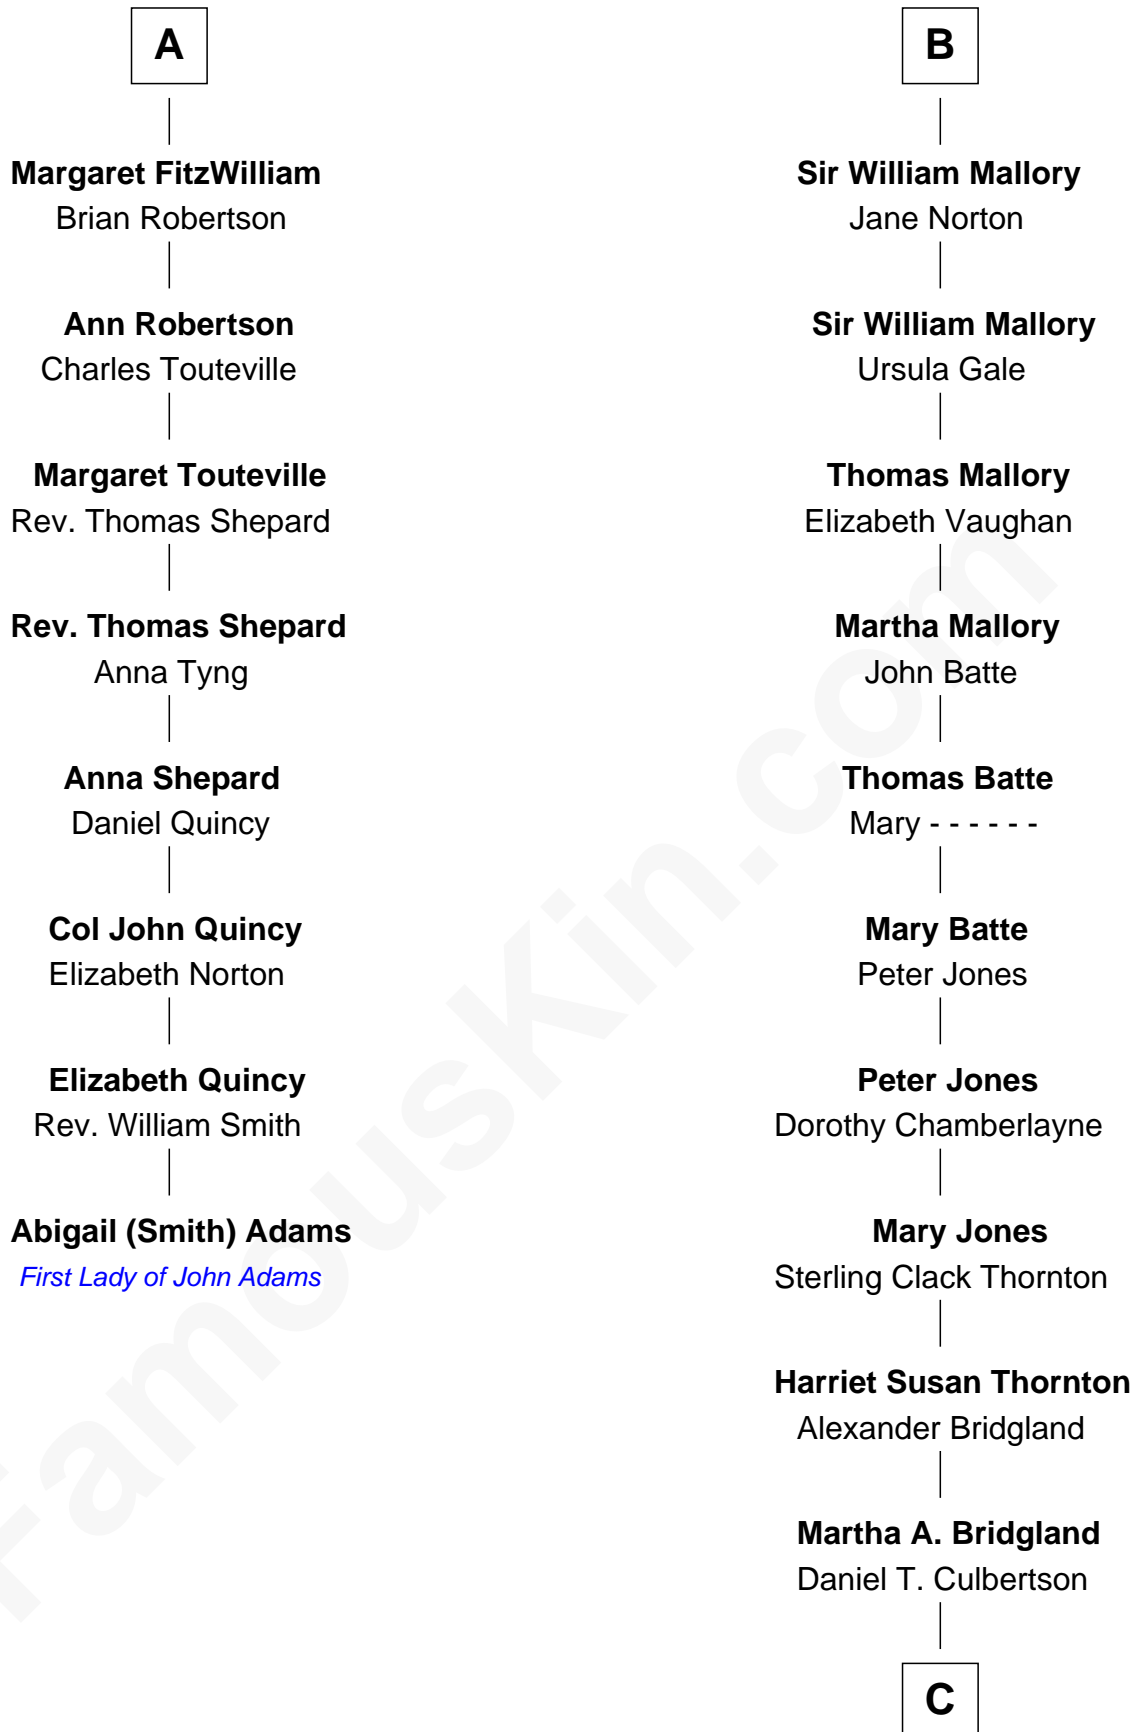 A
Margaret FitzWilliam
Brian Robertson
Ann Robertson
Charles Touteville
Margaret Touteville
Rev. Thomas Shepard
Rev. Thomas Shepard
Anna Tyng
Anna Shepard
Daniel Quincy
Col John Quincy
Elizabeth Norton
Elizabeth Quincy
Rev. William Smith
Abigail (Smith) Adams
First Lady of John Adams
B
Sir William Mallory
Jane Norton
Sir William Mallory
Ursula Gale
Thomas Mallory
Elizabeth Vaughan
Martha Mallory
John Batte
Thomas Batte
Mary - - - - - -
Mary Batte
Peter Jones
Peter Jones
Dorothy Chamberlayne
Mary Jones
Sterling Clack Thornton
Harriet Susan Thornton
Alexander Bridgland
Martha A. Bridgland
Daniel T. Culbertson
C
FamousKin.com